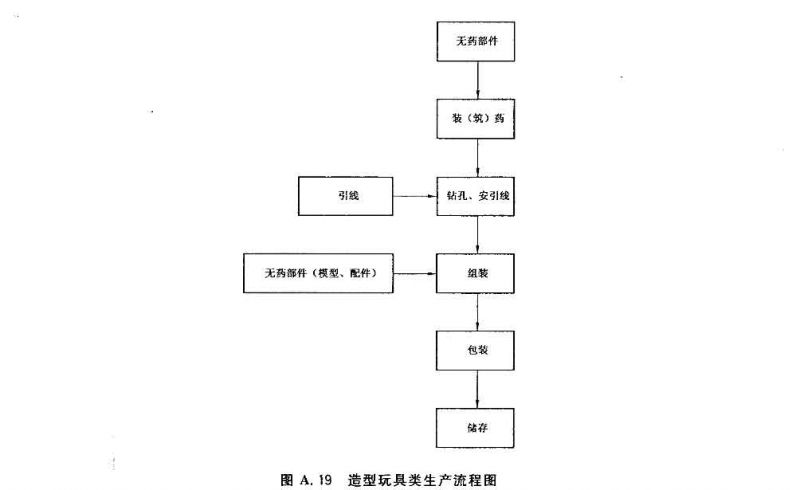 无药部件
装（筑）药
引线
钻孔、安引线
无药部件（模型、配件）
组装
包装
储存
图 A.19 造型玩具类生产流程图